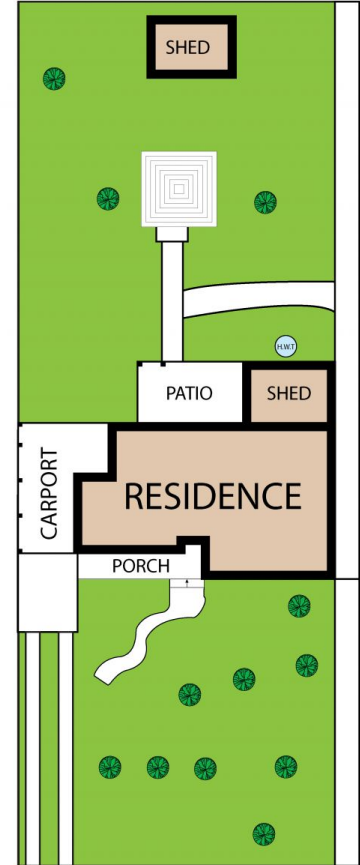 SHED
H.W.T
PATIO
SHED
CARPORT
RESIDENCE
PORCH